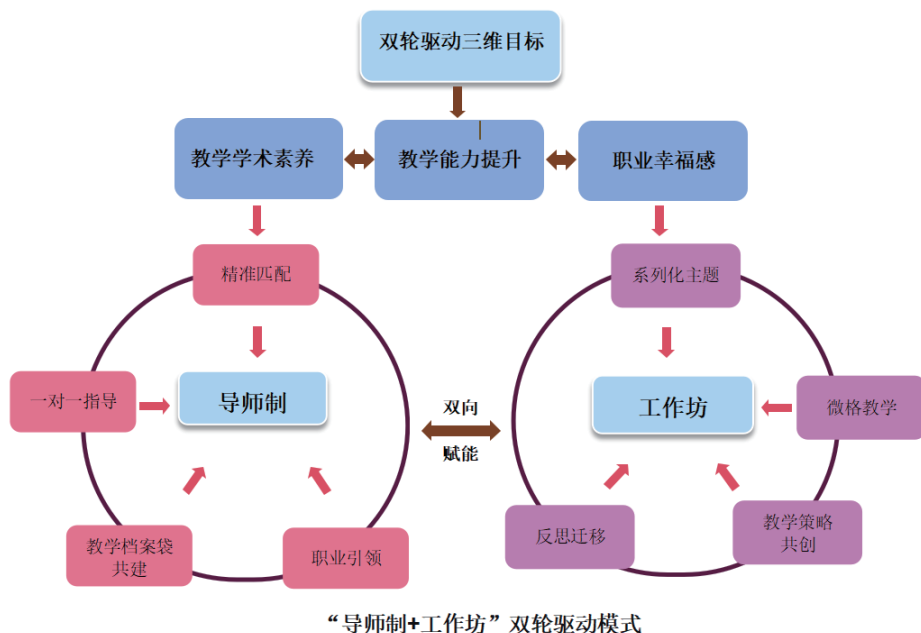 双轮驱动三维目标
教学学术素养
教学能力提升
职业幸福感
精准匹配
系列化主题
一对一指导
导师制
双向
赋能
工作坊
微格教学
教学档案袋
共建
职业引领
反思迁移
教学策略
共创
“导师制+工作坊”双轮驱动模式